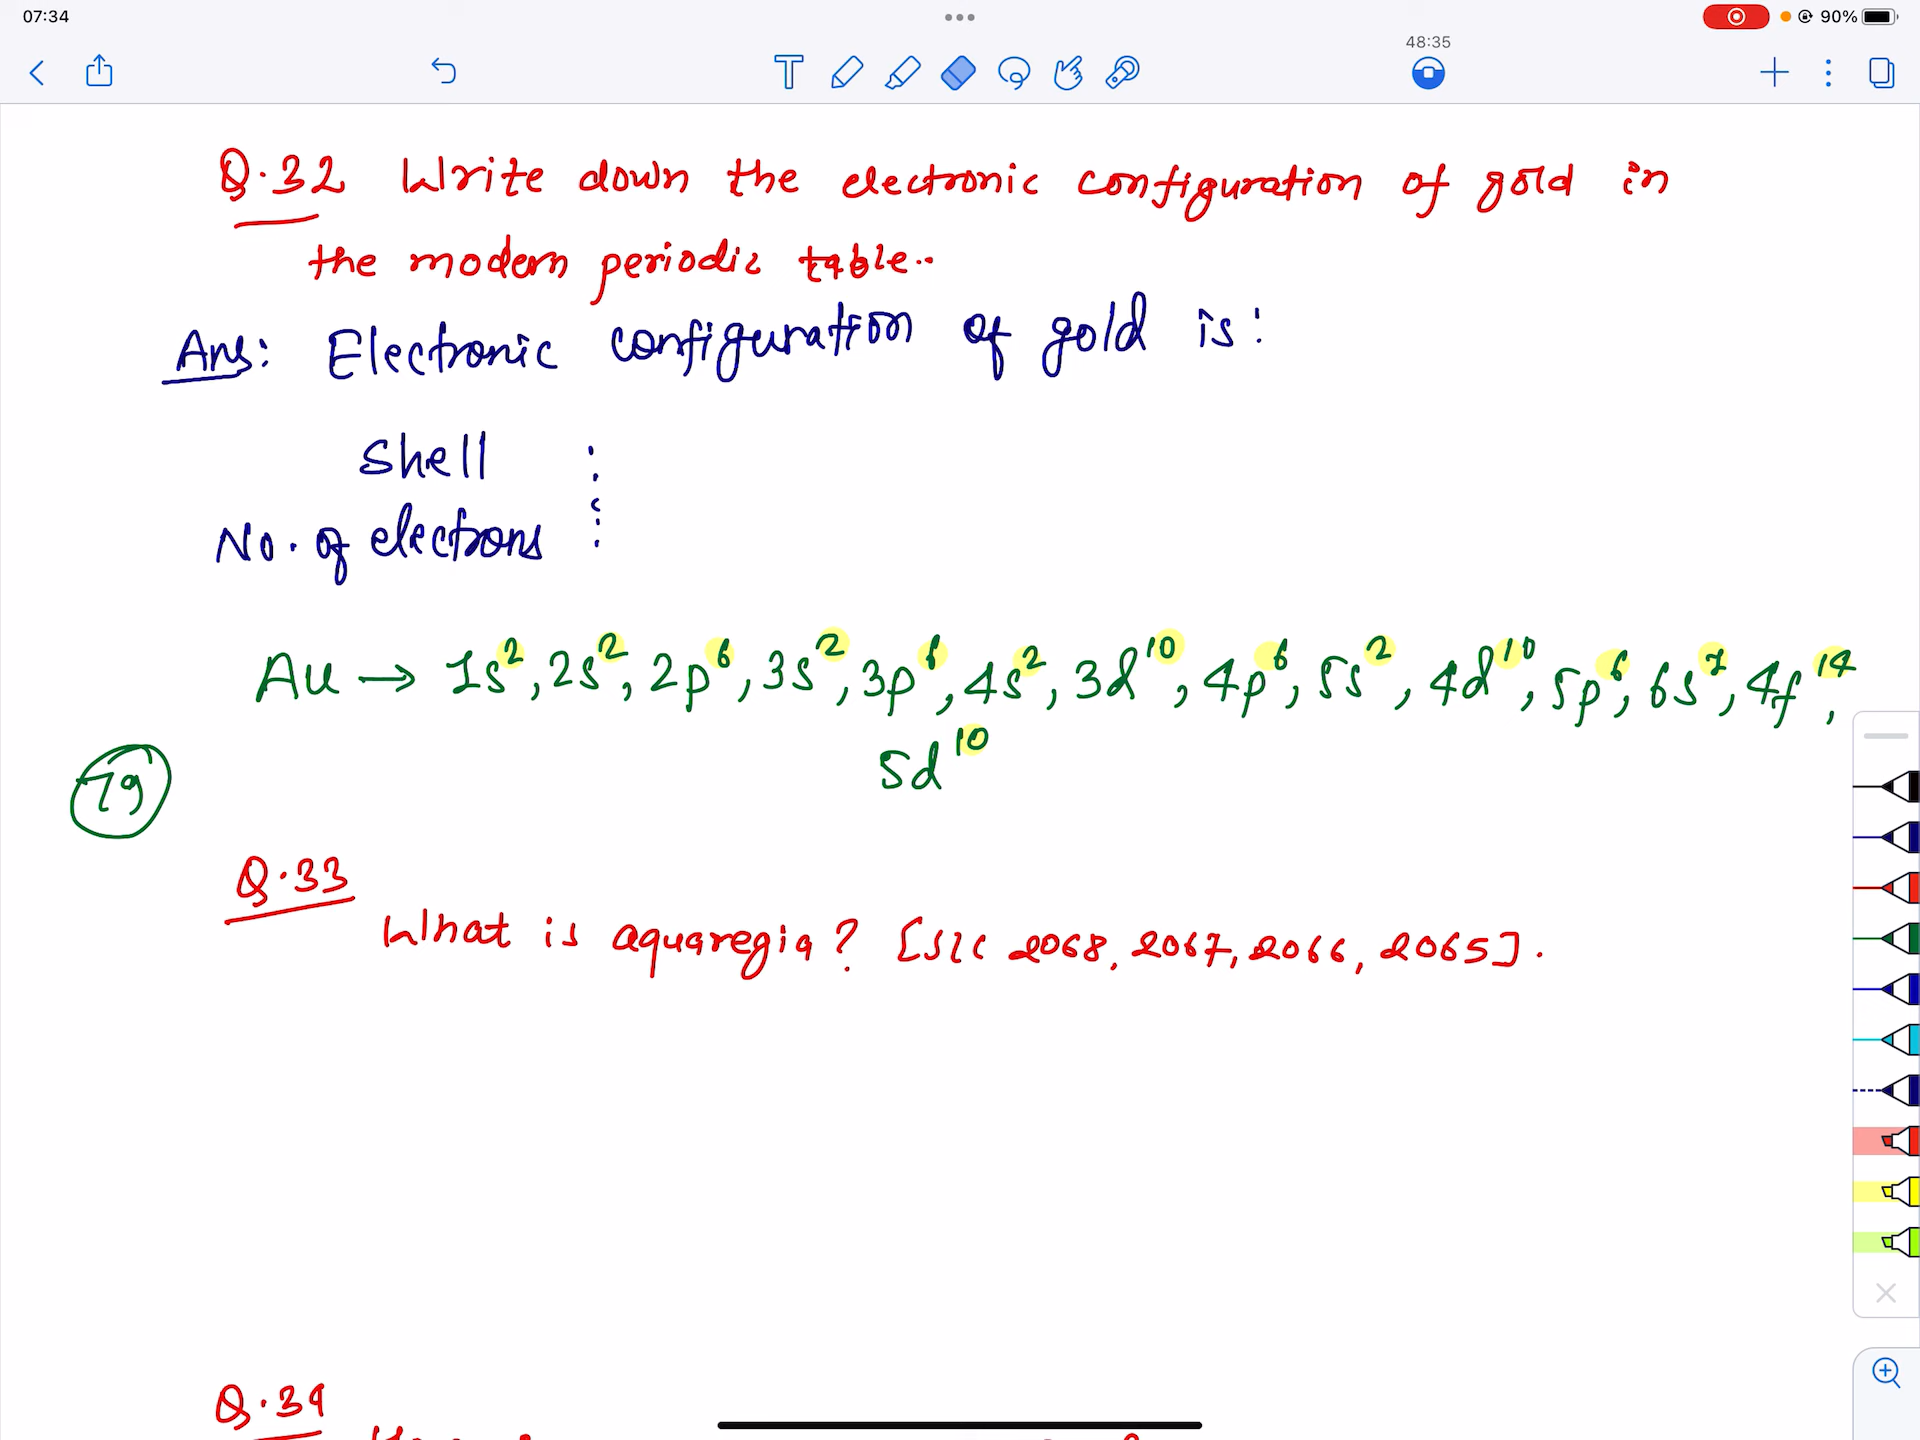 07:34
90%
48:35
T
Q.32 Write down the electronic configuration of gold in
the modern periodic table..
Ans: Electronic configuration of gold is:
Shell :
No. of electrons :
Au → 1s², 2s², 2p⁶, 3s², 3p⁶, 4s², 3d¹⁰, 4p⁶, 5s², 4d¹⁰, 5p⁶, 6s¹, 4f¹⁴,
5d¹⁰
79
Q.33
What is aquaregia? [SLC 2068, 2067, 2066, 2065].
Q.34